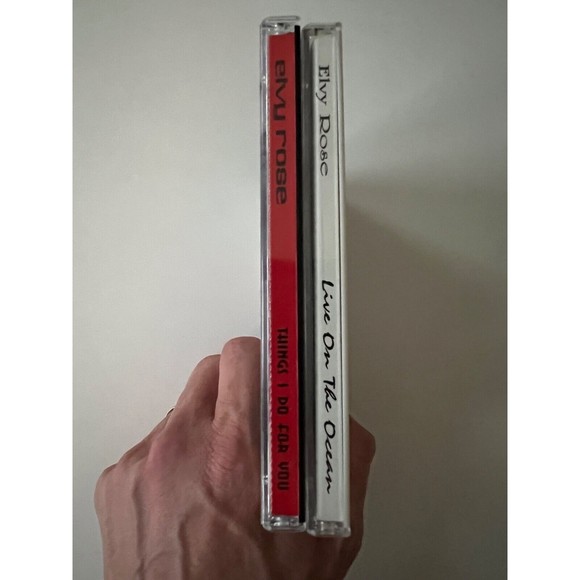 elvy rose THINGS I DO FOR YOU
Elvy Rose Live On The Ocean